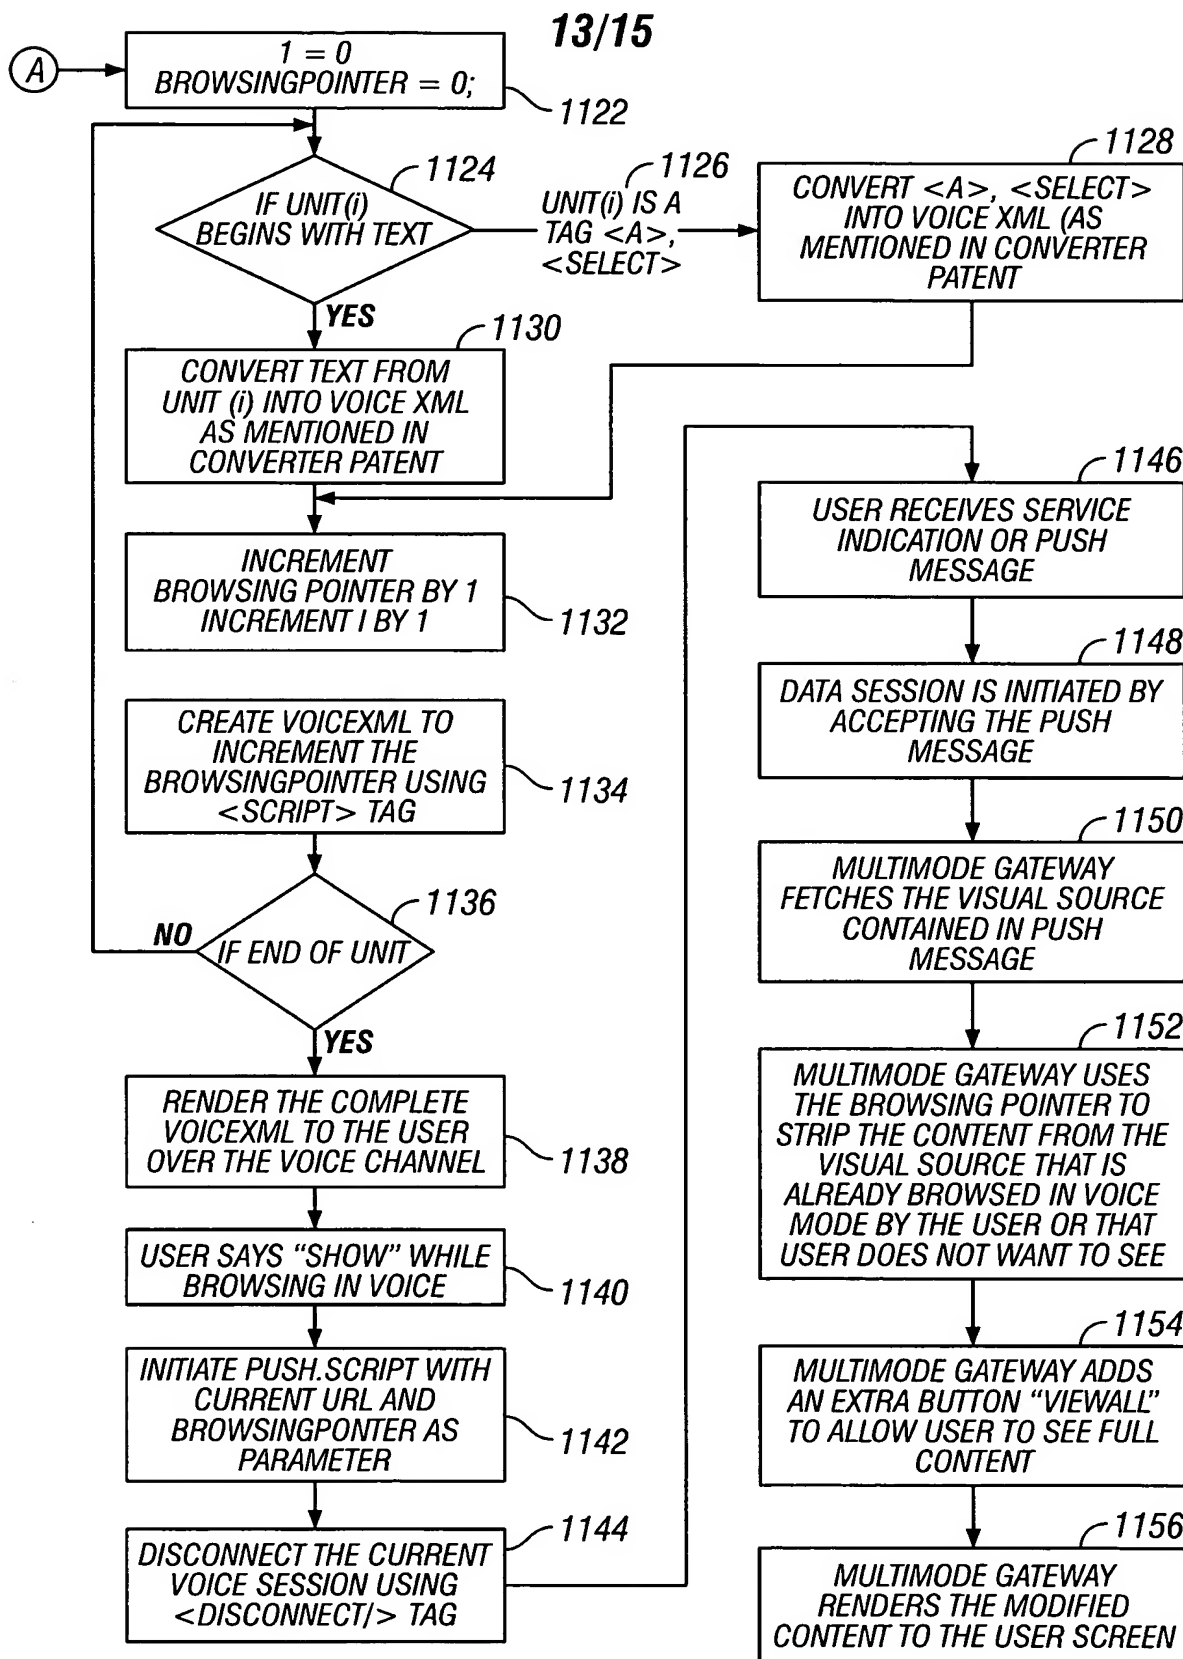 13/15
A
1 = 0
BROWSINGPOINTER = 0;
1122
1124
IF UNIT(i)
BEGINS WITH TEXT
1126
UNIT(i) IS A
TAG <A>,
<SELECT>
1128
CONVERT <A>, <SELECT>
INTO VOICE XML (AS
MENTIONED IN CONVERTER
PATENT
YES
1130
CONVERT TEXT FROM
UNIT (i) INTO VOICE XML
AS MENTIONED IN
CONVERTER PATENT
INCREMENT
BROWSING POINTER BY 1
INCREMENT I BY 1
1132
CREATE VOICEXML TO
INCREMENT THE
BROWSINGPOINTER USING
<SCRIPT> TAG
1134
1136
NO
IF END OF UNIT
YES
RENDER THE COMPLETE
VOICEXML TO THE USER
OVER THE VOICE CHANNEL
1138
USER SAYS “SHOW” WHILE
BROWSING IN VOICE
1140
INITIATE PUSH.SCRIPT WITH
CURRENT URL AND
BROWSINGPONTER AS
PARAMETER
1142
1144
DISCONNECT THE CURRENT
VOICE SESSION USING
<DISCONNECT/> TAG
1146
USER RECEIVES SERVICE
INDICATION OR PUSH
MESSAGE
1148
DATA SESSION IS INITIATED BY
ACCEPTING THE PUSH
MESSAGE
1150
MULTIMODE GATEWAY
FETCHES THE VISUAL SOURCE
CONTAINED IN PUSH
MESSAGE
1152
MULTIMODE GATEWAY USES
THE BROWSING POINTER TO
STRIP THE CONTENT FROM THE
VISUAL SOURCE THAT IS
ALREADY BROWSED IN VOICE
MODE BY THE USER OR THAT
USER DOES NOT WANT TO SEE
1154
MULTIMODE GATEWAY ADDS
AN EXTRA BUTTON “VIEWALL”
TO ALLOW USER TO SEE FULL
CONTENT
1156
MULTIMODE GATEWAY
RENDERS THE MODIFIED
CONTENT TO THE USER SCREEN